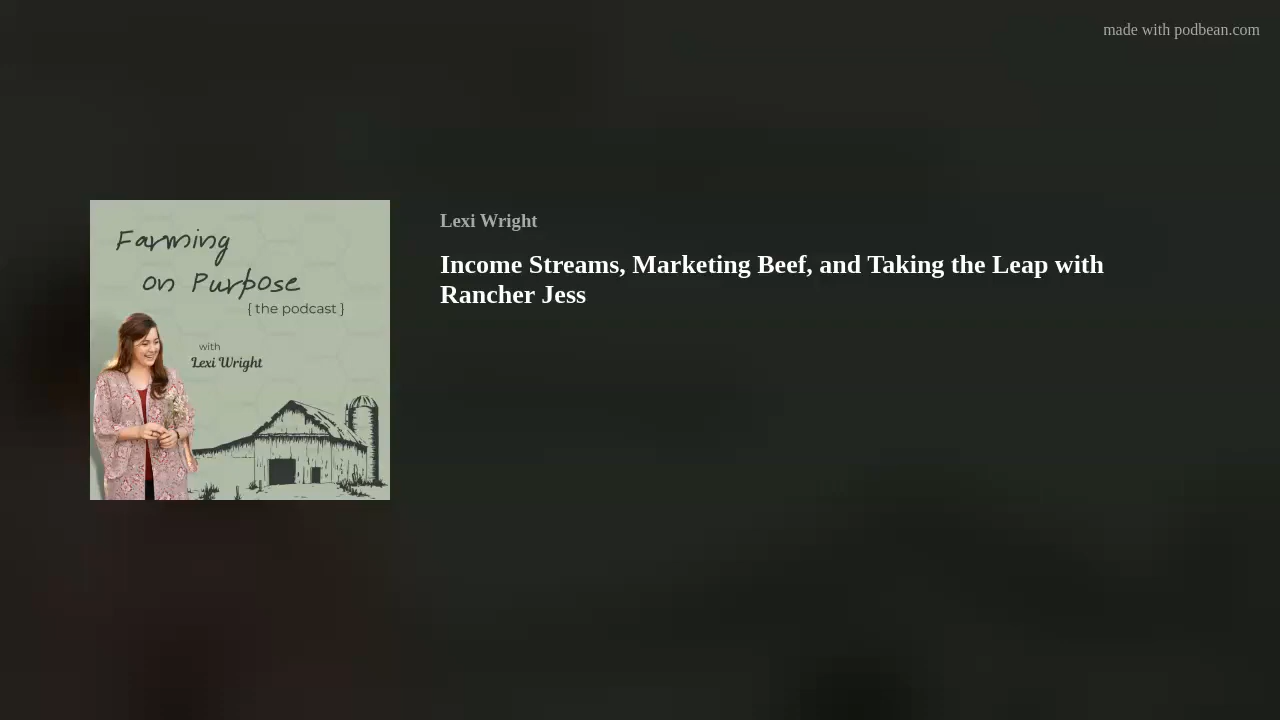 made with podbean.com
Farming
on Purpose
{ the podcast }
with
Lexi Wright
Lexi Wright
Income Streams, Marketing Beef, and Taking the Leap with
Rancher Jess